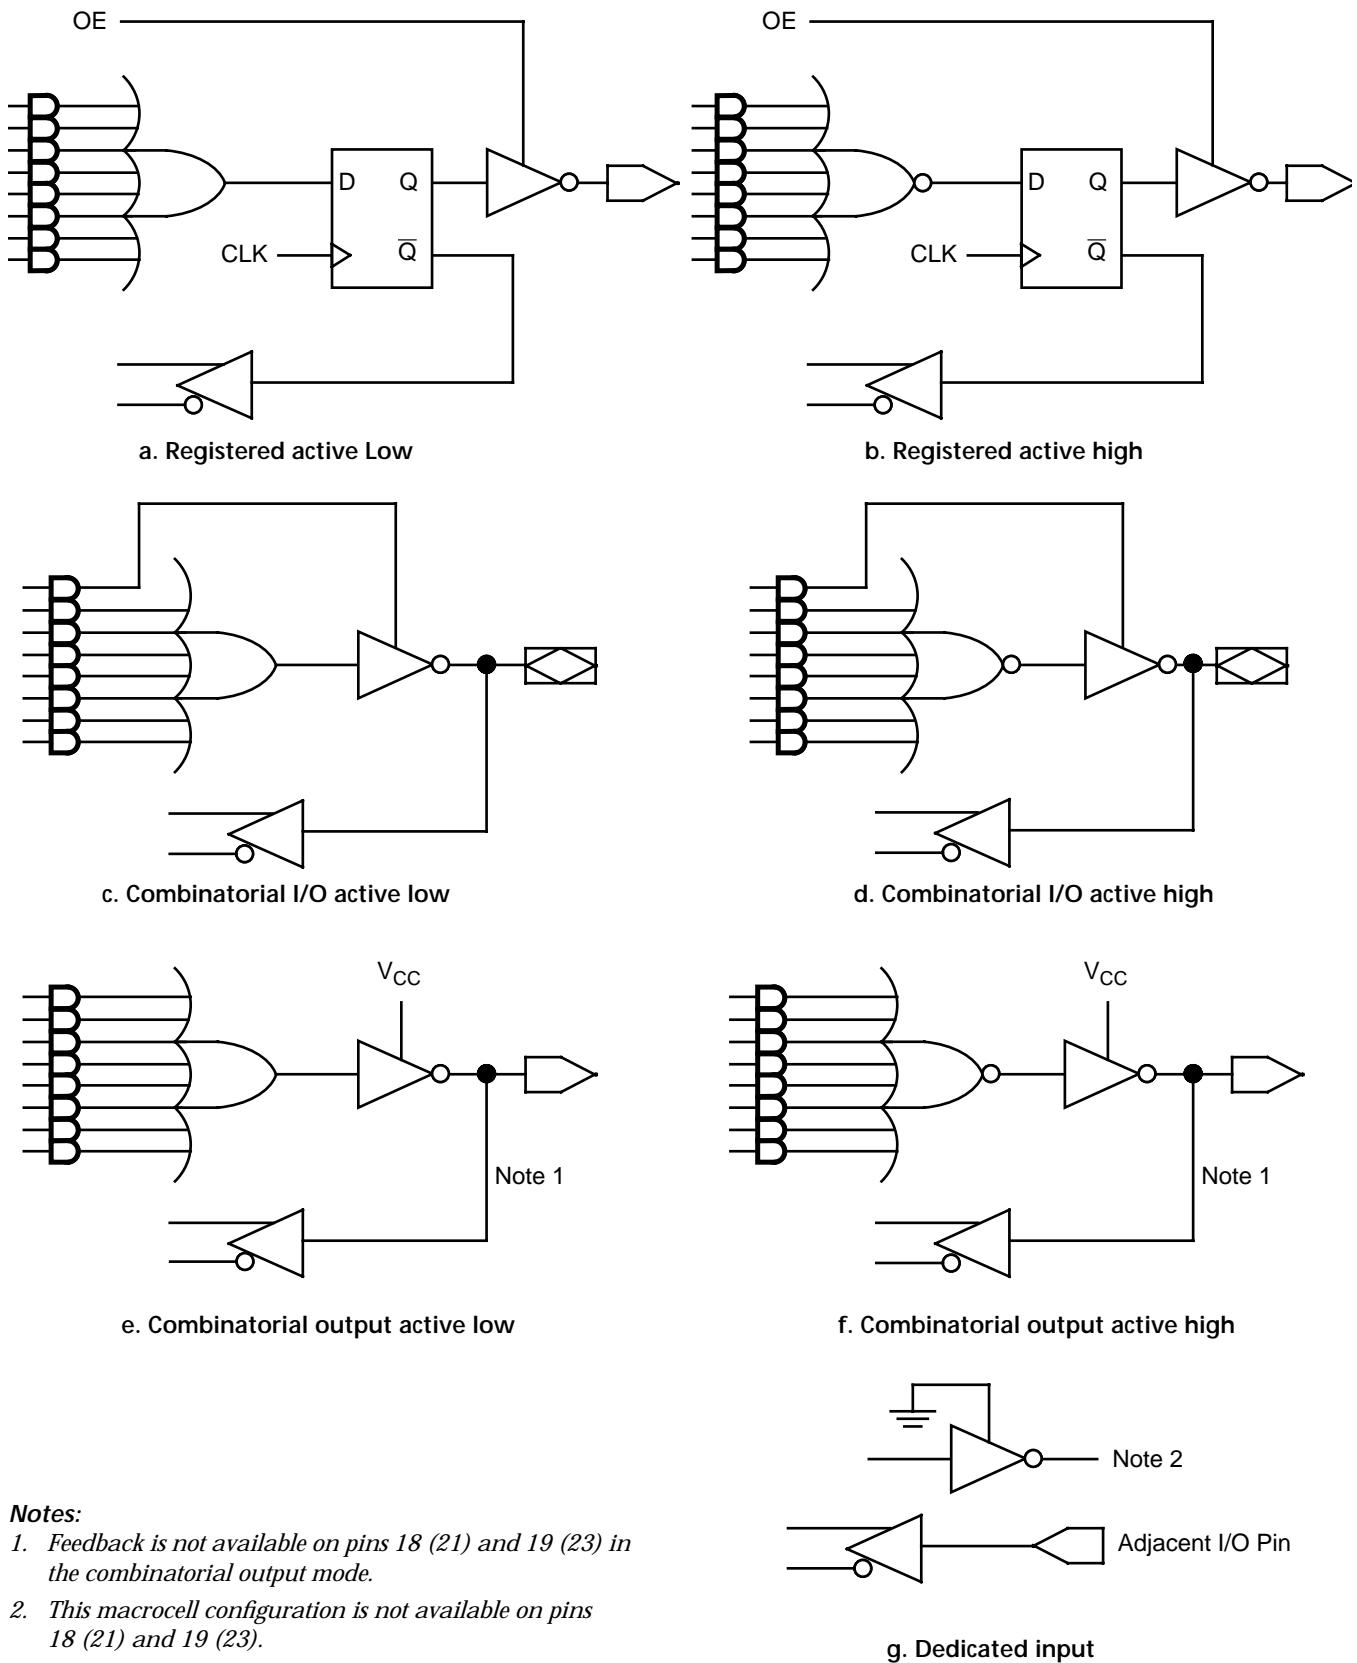 OE
OE
D Q
CLK
Q̅
D Q
CLK
Q̅
a. Registered active Low
b. Registered active high
c. Combinatorial I/O active low
d. Combinatorial I/O active high
VCC
VCC
Note 1
Note 1
e. Combinatorial output active low
f. Combinatorial output active high
Note 2
Adjacent I/O Pin
g. Dedicated input
Notes:
1. Feedback is not available on pins 18 (21) and 19 (23) in
the combinatorial output mode.
2. This macrocell configuration is not available on pins
18 (21) and 19 (23).